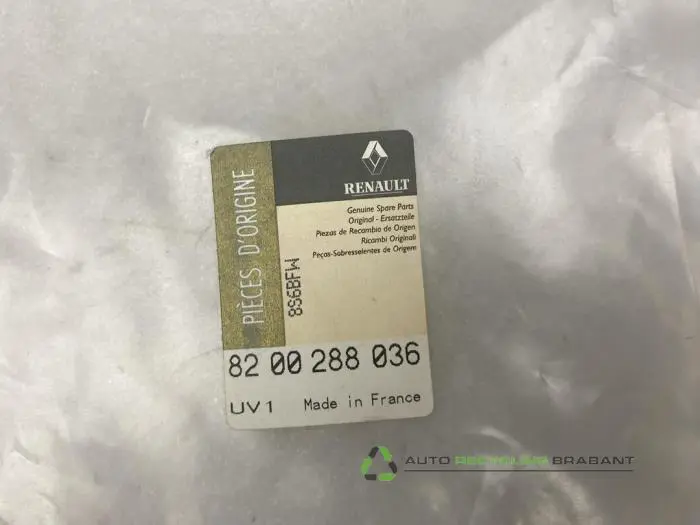 PIÈCES D'ORIGINE
RENAULT
Genuine Spare Parts
Original - Ersatzteile
Piezas de Recambio de Origen
Ricambi Originali
Peças-Sobresselentes de Origem
8S6BFW
82 00 288 036
UV1 Made in France
AUTO RECYCLING BRABANT